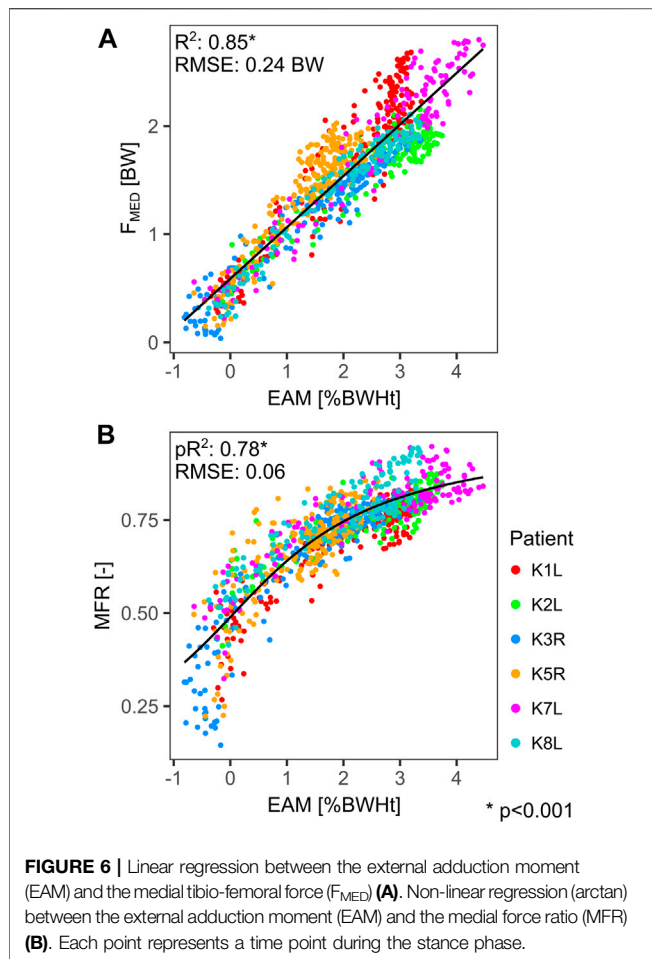 A
R²: 0.85*
RMSE: 0.24 BW
2
1
0
F_MED [BW]
-1 0 1 2 3 4
EAM [%BWHt]
B
pR²: 0.78*
RMSE: 0.06
0.75
0.50
0.25
MFR [-]
-1 0 1 2 3 4
EAM [%BWHt]
Patient
K1L
K2L
K3R
K5R
K7L
K8L
* p<0.001
FIGURE 6 | Linear regression between the external adduction moment
(EAM) and the medial tibio-femoral force (F_MED) (A). Non-linear regression (arctan)
between the external adduction moment (EAM) and the medial force ratio (MFR)
(B). Each point represents a time point during the stance phase.